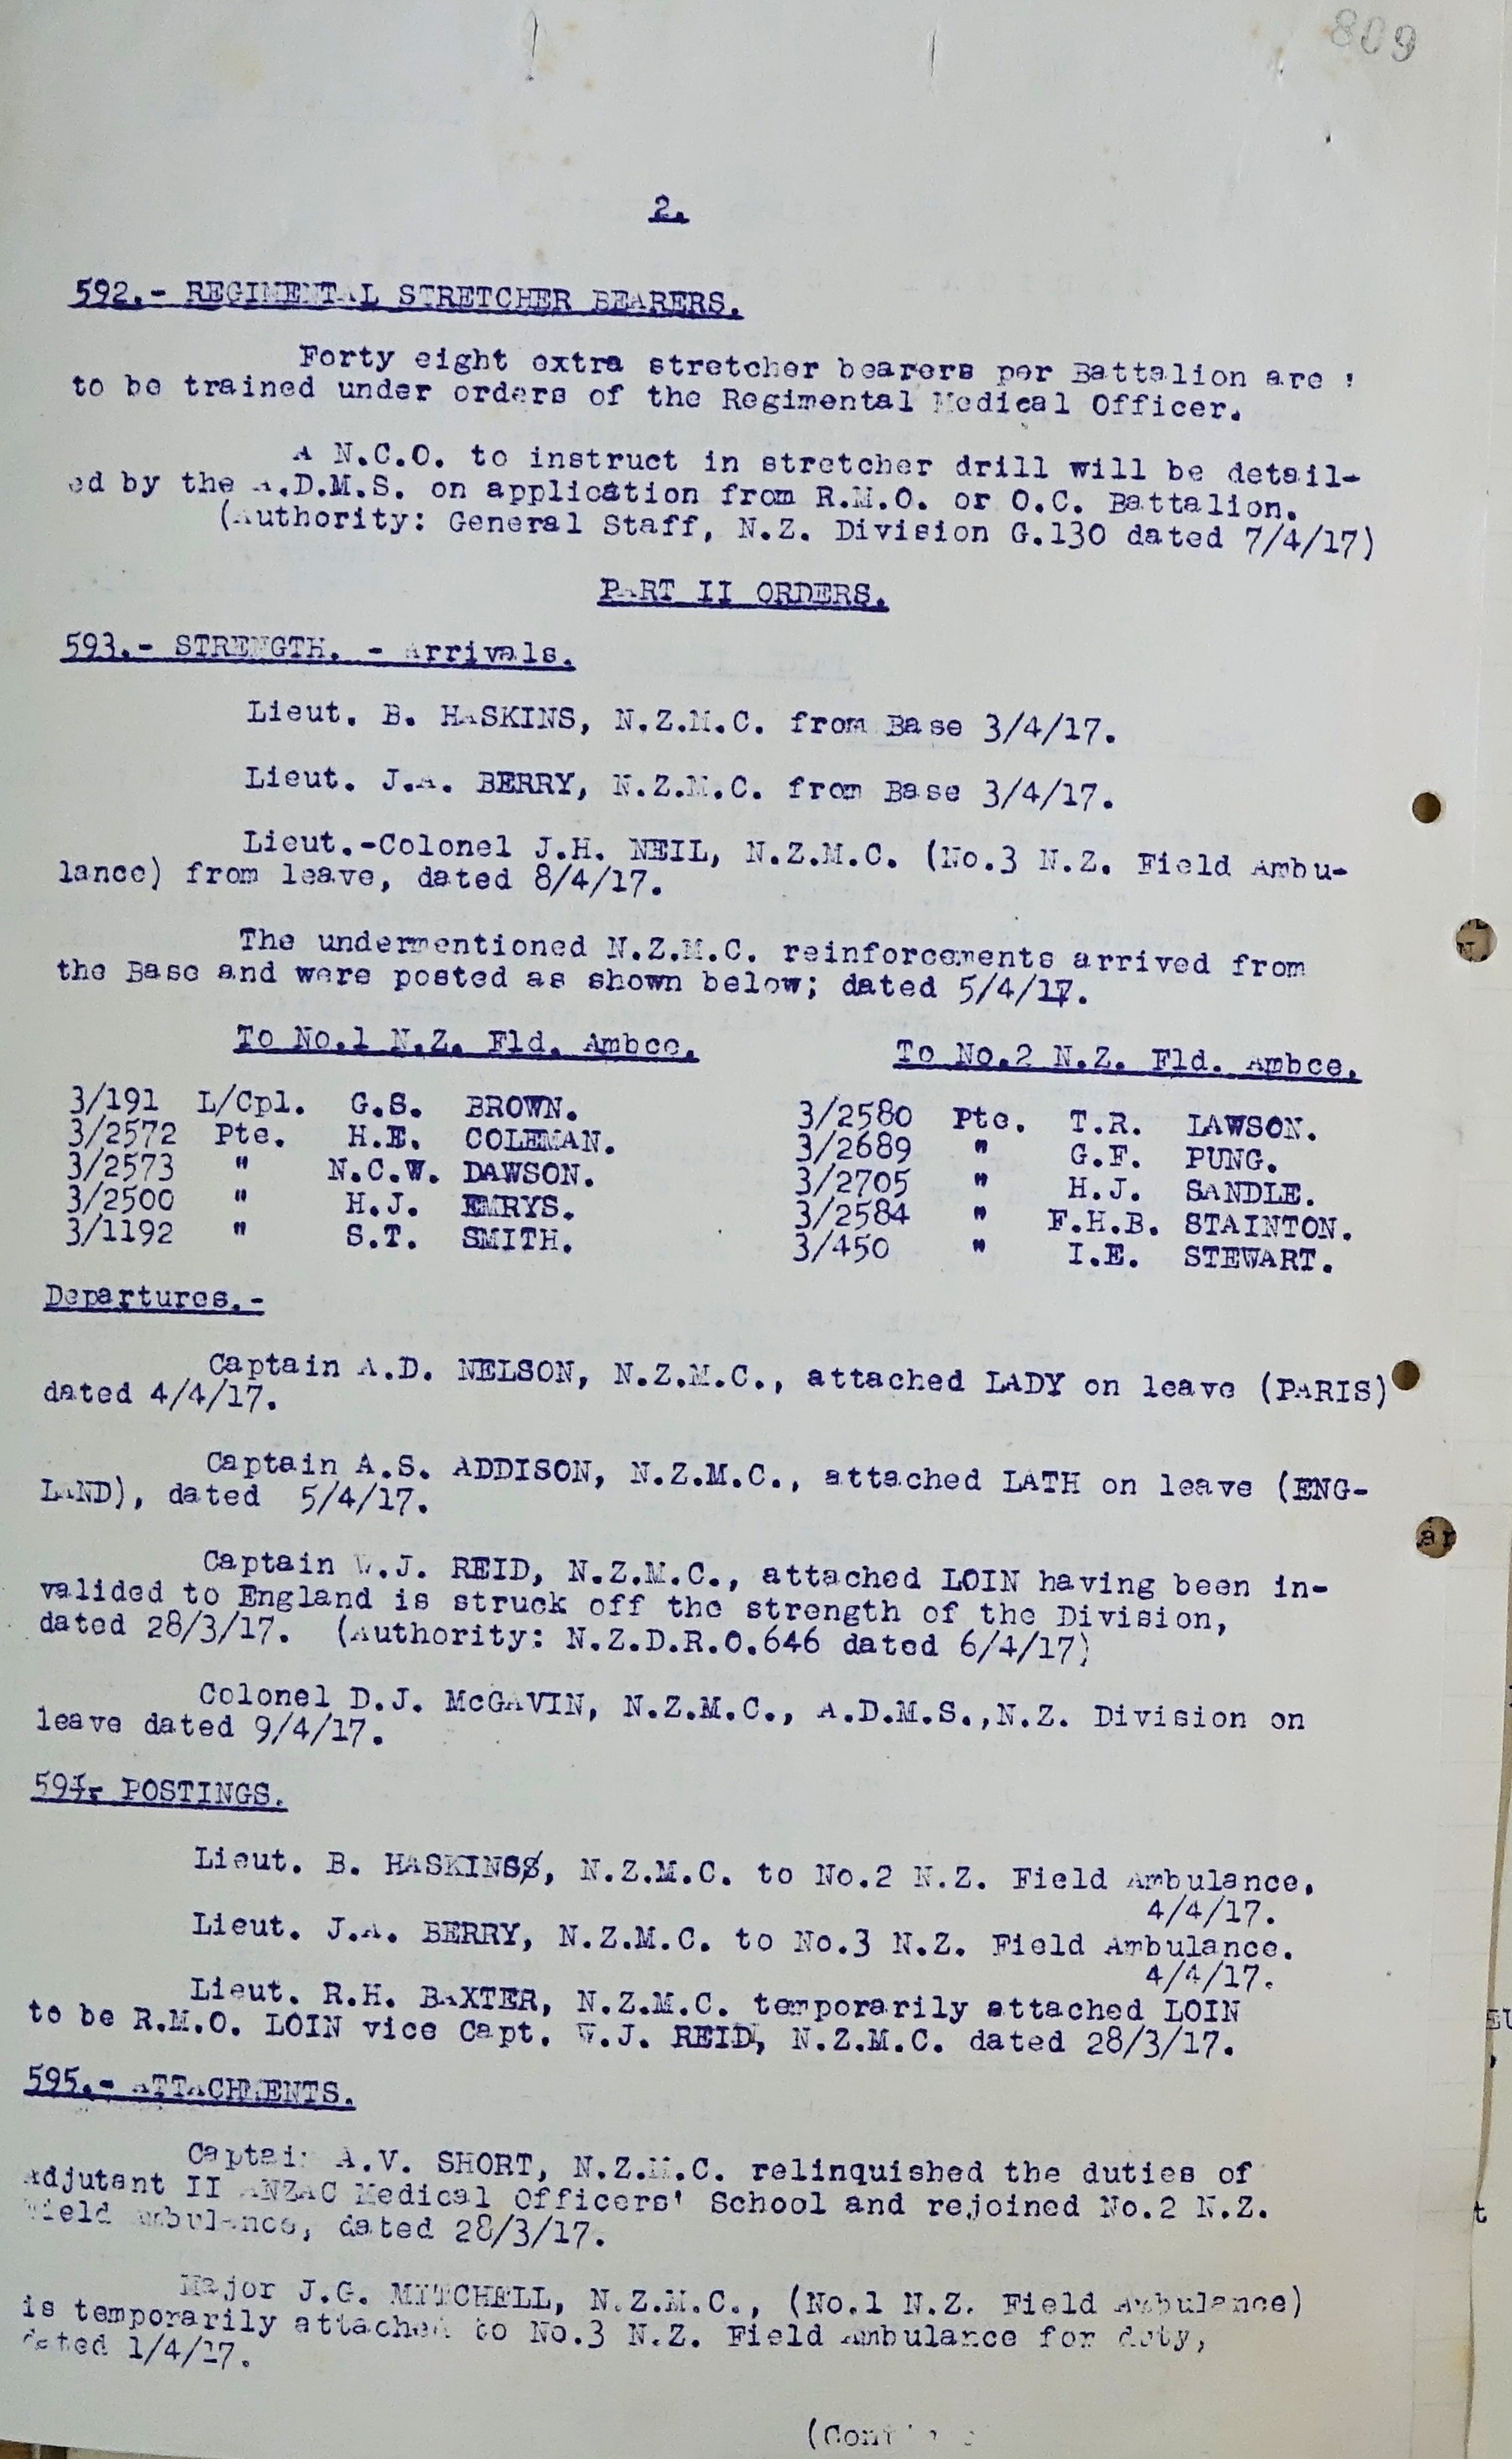 809
2.
592.- REGIMENTAL STRETCHER BEARERS.
Forty eight extra stretcher bearers per Battalion are
to be trained under orders of the Regimental Medical Officer.
A N.C.O. to instruct in stretcher drill will be detail-
ed by the A.D.M.S. on application from R.M.O. or O.C. Battalion.
(Authority: General Staff, N.Z. Division G.130 dated 7/4/17)
PART II ORDERS.
593.- STRENGTH. - Arrivals.
Lieut. B. HASKINS, N.Z.M.C. from Base 3/4/17.
Lieut. J.A. BERRY, N.Z.M.C. from Base 3/4/17.
Lieut.-Colonel J.H. NEIL, N.Z.M.C. (No.3 N.Z. Field Ambu-
lance) from leave, dated 8/4/17.
The undermentioned N.Z.M.C. reinforcements arrived from
the Base and were posted as shown below; dated 5/4/17.
To No.1 N.Z. Fld. Ambce.
3/191 L/Cpl. G.S. BROWN.
3/2572 Pte. H.E. COLEMAN.
3/2573 " N.C.W. DAWSON.
3/2500 " H.J. EMRYS.
3/1192 " S.T. SMITH.
To No.2 N.Z. Fld. Ambce.
3/2580 Pte. T.R. LAWSON.
3/2689 " G.F. PUNG.
3/2705 " H.J. SANDLE.
3/2584 " F.H.B. STAINTON.
3/450 " I.E. STEWART.
Departures.-
Captain A.D. NELSON, N.Z.M.C., attached LADY on leave (PARIS)
dated 4/4/17.
Captain A.S. ADDISON, N.Z.M.C., attached LATH on leave (ENG-
LAND), dated 5/4/17.
Captain W.J. REID, N.Z.M.C., attached LOIN having been in-
valided to England is struck off the strength of the Division,
dated 28/3/17. (Authority: N.Z.D.R.O.646 dated 6/4/17)
Colonel D.J. McGAVIN, N.Z.M.C., A.D.M.S.,N.Z. Division on
leave dated 9/4/17.
594- POSTINGS.
Lieut. B. HASKINS, N.Z.M.C. to No.2 N.Z. Field Ambulance.
4/4/17.
Lieut. J.A. BERRY, N.Z.M.C. to No.3 N.Z. Field Ambulance.
4/4/17.
Lieut. R.H. BAXTER, N.Z.M.C. temporarily attached LOIN
to be R.M.O. LOIN vice Capt. W.J. REID, N.Z.M.C. dated 28/3/17.
595.- ATTACHMENTS.
Captain A.V. SHORT, N.Z.M.C. relinquished the duties of
Adjutant II ANZAC Medical Officers' School and rejoined No.2 N.Z.
Field Ambulance, dated 28/3/17.
Major J.G. MITCHELL, N.Z.M.C., (No.1 N.Z. Field Ambulance)
is temporarily attached to No.3 N.Z. Field Ambulance for duty,
dated 1/4/17.